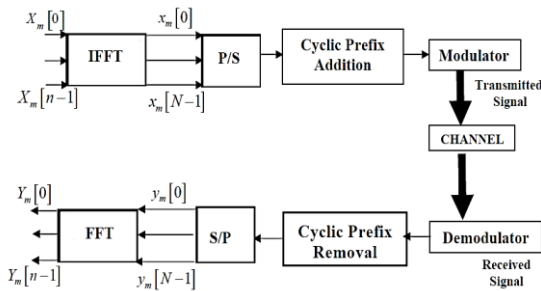 X_m[0]
x_m[0]
IFFT
P/S
Cyclic Prefix
Addition
Modulator
X_m[n-1]
x_m[N-1]
Transmitted
Signal
CHANNEL
Y_m[0]
y_m[0]
FFT
S/P
Cyclic Prefix
Removal
Demodulator
Y_m[n-1]
y_m[N-1]
Received
Signal